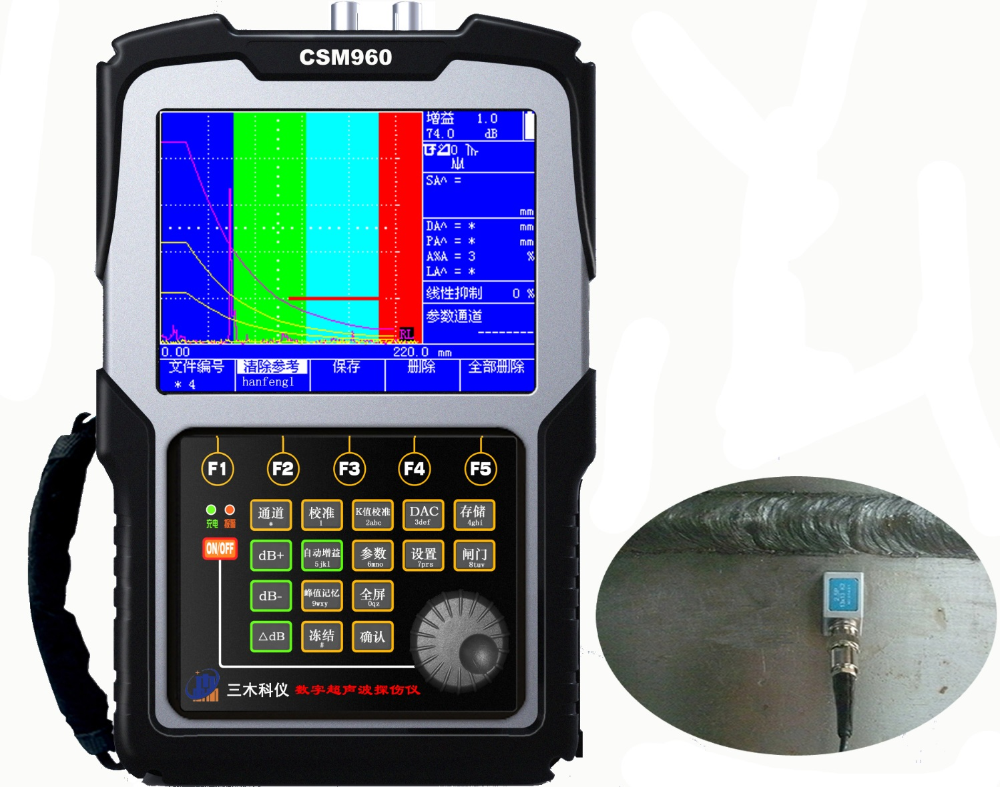 CSM960
增益 1.0
74.0 dB
SA^ =
mm
DA^ = * mm
PA^ = * mm
A%A = 3 %
LA^ = *
线性抑制 0 %
参数通道
--------
RL
0.00 220.0 mm
文件编号 清除参考 保存 删除 全部删除
* 4 hanfeng1
F1 F2 F3 F4 F5
充电 报警
通道 校准 K值校准 DAC 存储
* 1 2abc 3def 4ghi
ON/OFF
dB+ 自动增益 参数 设置 闸门
5jkl 6mno 7prs 8tuv
dB- 峰值记忆 全屏
9wxy 0qz
△dB 冻结 确认
#
三木科仪 数字超声波探伤仪
2.5P
13x13 K2